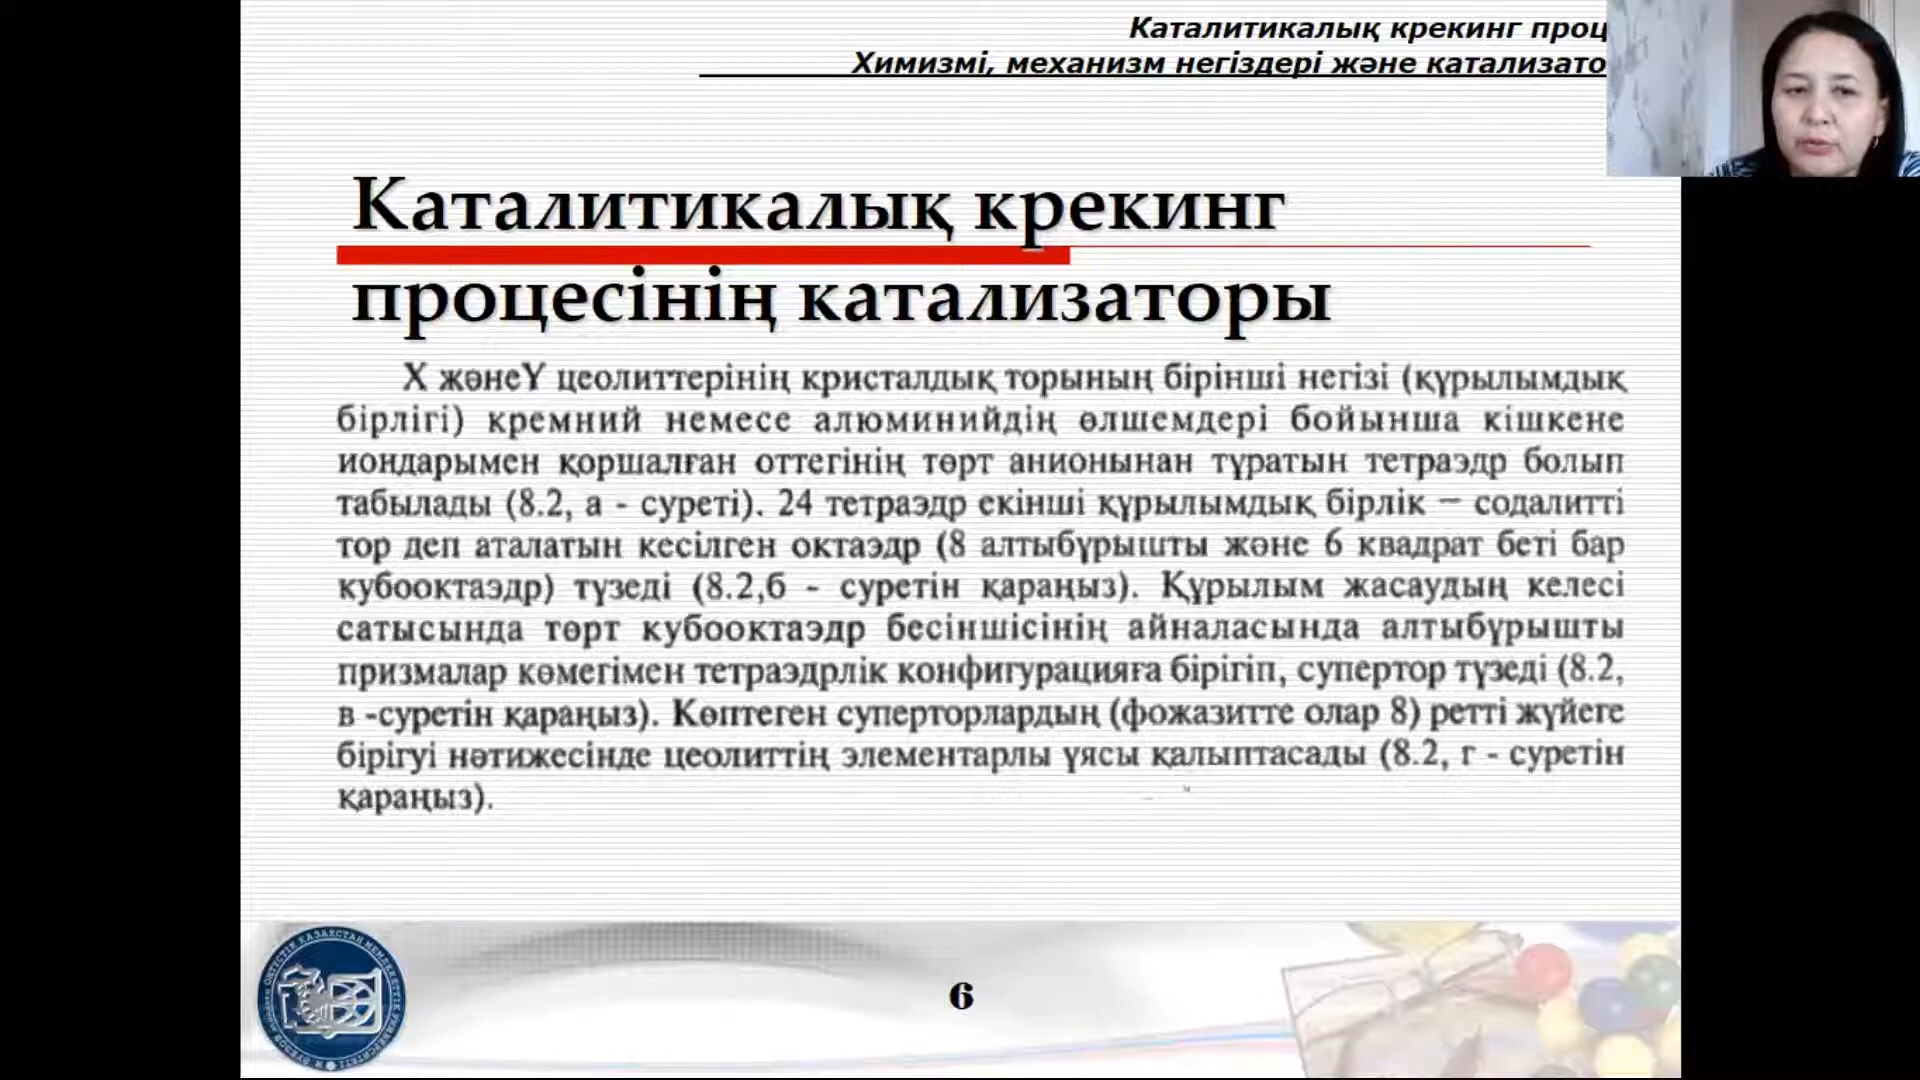 Каталитикалық крекинг проц
Химизмі, механизм негіздері және катализато
Каталитикалық крекинг
процесінің катализаторы
Х және Ү цеолиттерінің кристалдық торының бірінші негізі (құрылымдық
бірлігі) кремний немесе алюминийдің өлшемдері бойынша кішкене
иондарымен қоршалған оттегінің төрт анионынан тұратын тетраэдр болып
табылады (8.2, а - суреті). 24 тетраэдр екінші құрылымдық бірлік – содалитті
тор деп аталатын кесілген октаэдр (8 алтыбұрышты және 6 квадрат беті бар
кубооктаэдр) түзеді (8.2,б - суретін қараңыз). Құрылым жасаудың келесі
сатысында төрт кубооктаэдр бесіншісінің айналасында алтыбұрышты
призмалар көмегімен тетраэдрлік конфигурацияға бірігіп, супертор түзеді (8.2,
в -суретін қараңыз). Көптеген суперторлардың (фожазитте олар 8) ретті жүйеге
бірігуі нәтижесінде цеолиттің элементарлы ұясы қалыптасады (8.2, г - суретін
қараңыз).
6